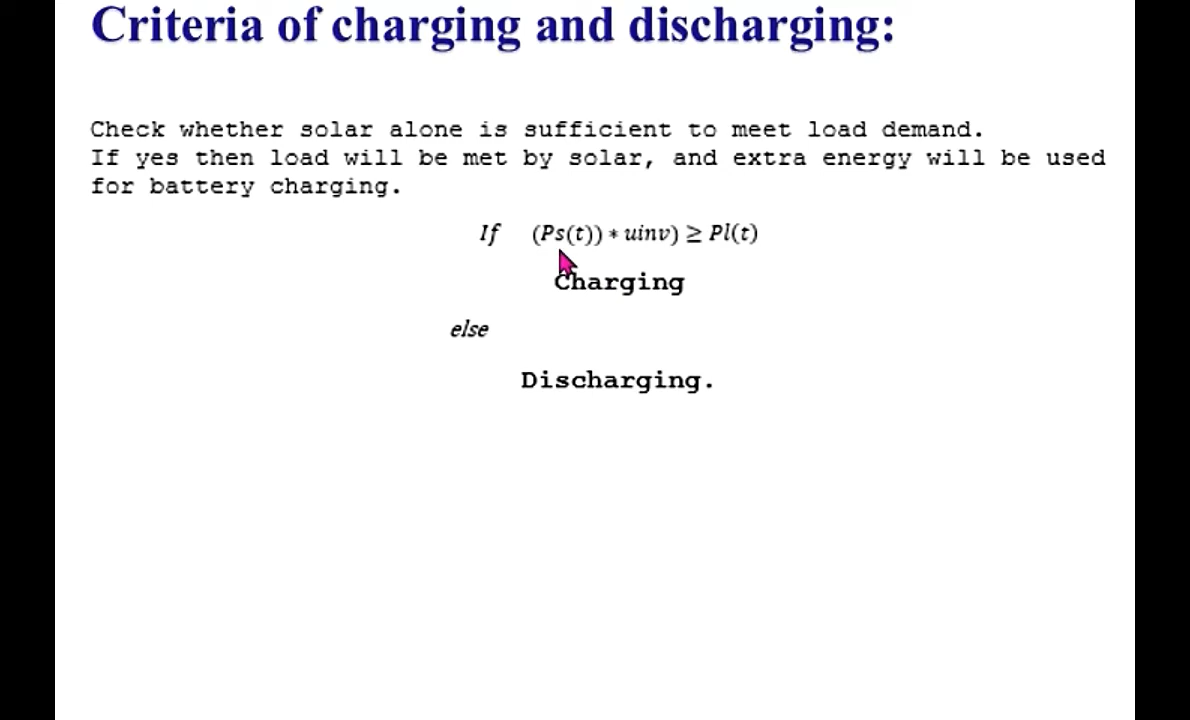 Criteria of charging and discharging:
Check whether solar alone is sufficient to meet load demand.
If yes then load will be met by solar, and extra energy will be used
for battery charging.
If (Ps(t)) * uinv) ≥ Pl(t)
Charging
else
Discharging.